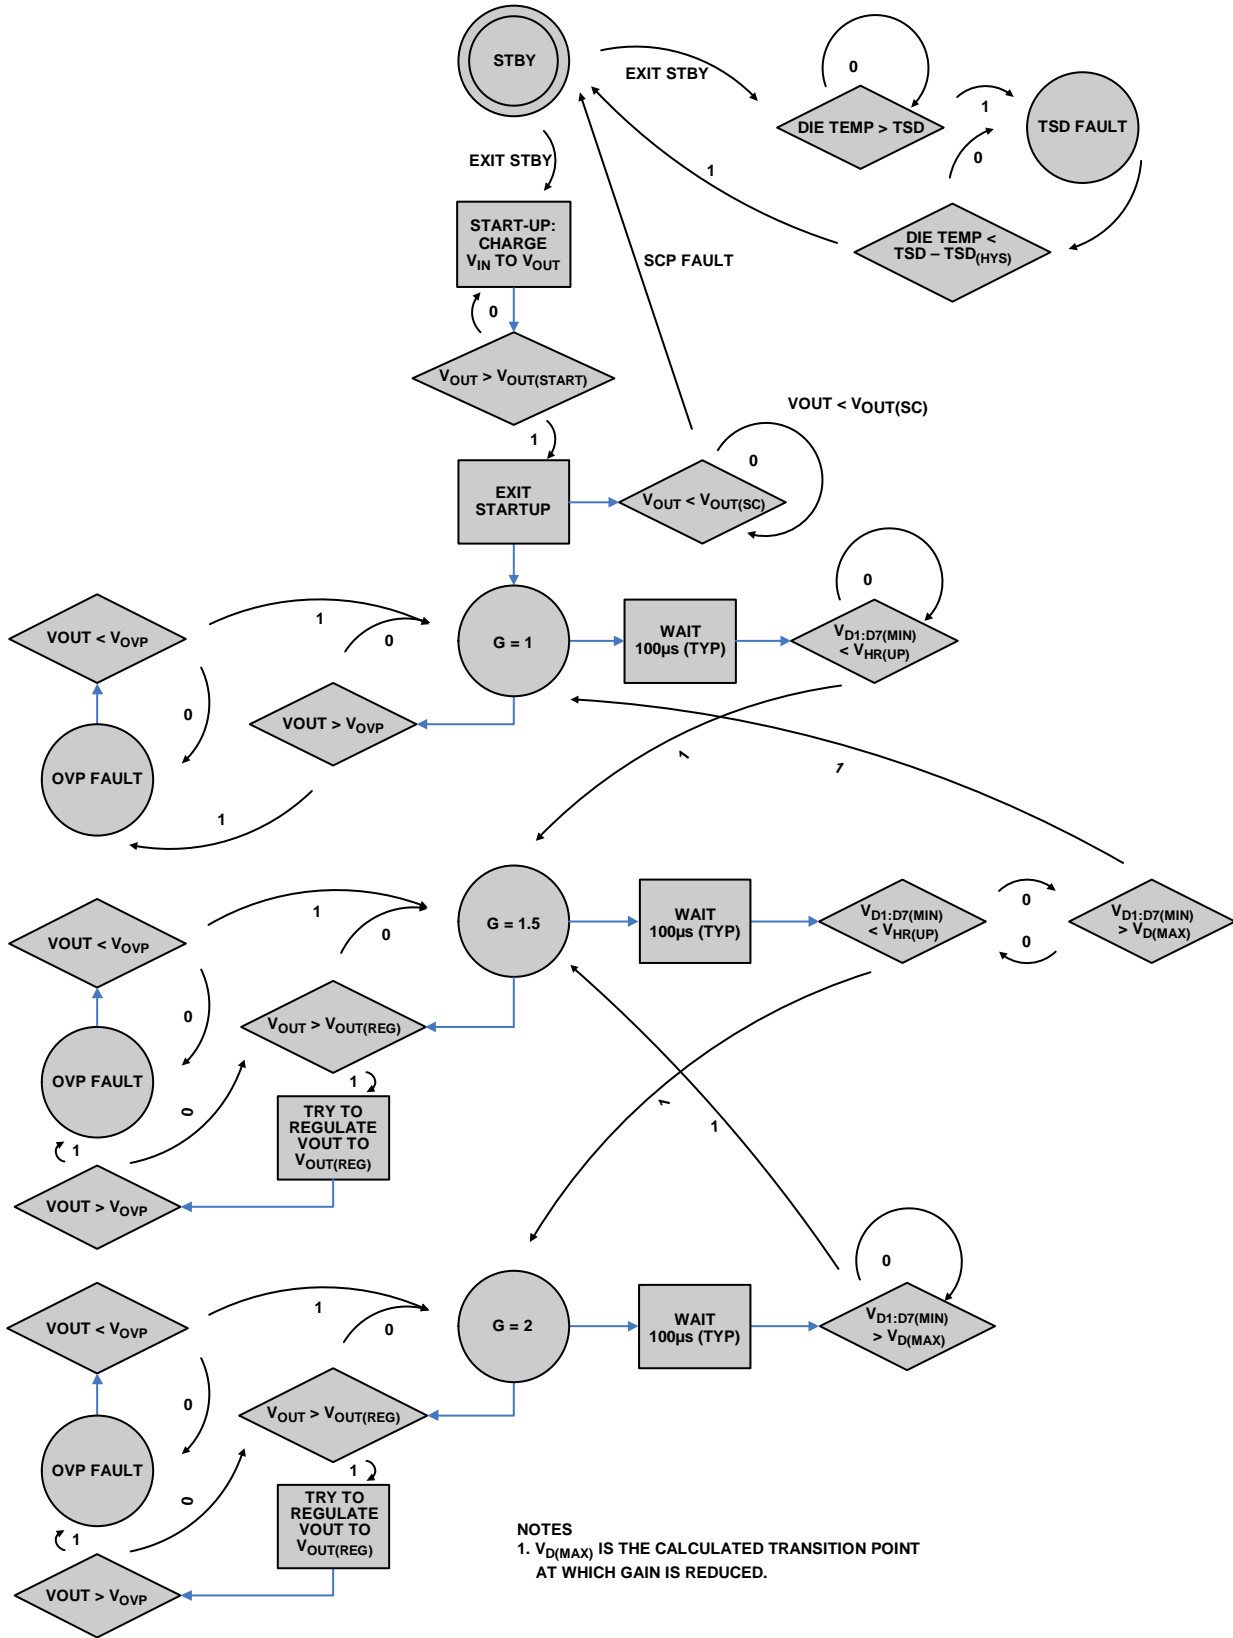 STBY
EXIT STBY
0
DIE TEMP > TSD
1
TSD FAULT
0
EXIT STBY
1
DIE TEMP <
TSD – TSD(HYS)
START-UP:
CHARGE
VIN TO VOUT
SCP FAULT
0
VOUT > VOUT(START)
1
VOUT < VOUT(SC)
0
EXIT
STARTUP
VOUT < VOUT(SC)
0
VOUT < VOVP
1
0
G = 1
WAIT
100µs (TYP)
VD1:D7(MIN)
< VHR(UP)
0
VOUT > VOVP
OVP FAULT
1
1
1
VOUT < VOVP
1
0
G = 1.5
WAIT
100µs (TYP)
VD1:D7(MIN)
< VHR(UP)
0
0
VD1:D7(MIN)
> VD(MAX)
0
VOUT > VOUT(REG)
OVP FAULT
0
1
1
TRY TO
REGULATE
VOUT TO
VOUT(REG)
VOUT > VOVP
1
1
0
VOUT < VOVP
1
0
G = 2
WAIT
100µs (TYP)
VD1:D7(MIN)
> VD(MAX)
0
VOUT > VOUT(REG)
OVP FAULT
0
1
1
TRY TO
REGULATE
VOUT TO
VOUT(REG)
VOUT > VOVP
NOTES
1. VD(MAX) IS THE CALCULATED TRANSITION POINT
AT WHICH GAIN IS REDUCED.